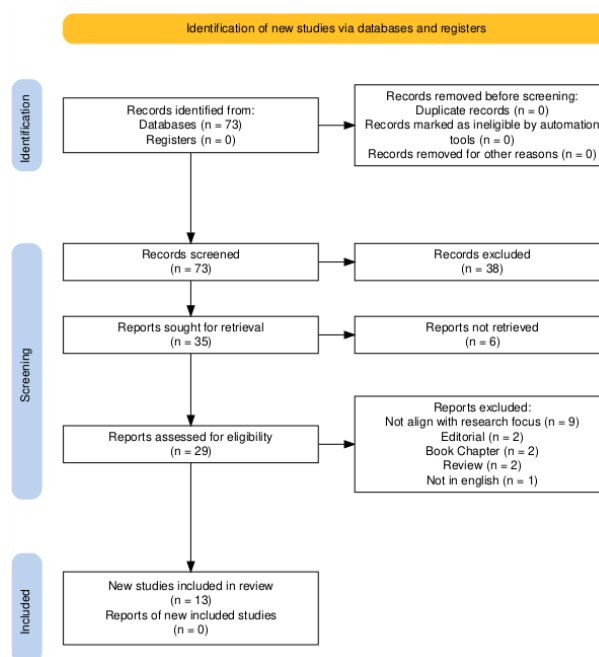 Identification of new studies via databases and registers
Identification
Records identified from:
Databases (n = 73)
Registers (n = 0)
Records removed before screening:
Duplicate records (n = 0)
Records marked as ineligible by automation
tools (n = 0)
Records removed for other reasons (n = 0)
Screening
Records screened
(n = 73)
Records excluded
(n = 38)
Reports sought for retrieval
(n = 35)
Reports not retrieved
(n = 6)
Reports assessed for eligibility
(n = 29)
Reports excluded:
Not align with research focus (n = 9)
Editorial (n = 2)
Book Chapter (n = 2)
Review (n = 2)
Not in english (n = 1)
Included
New studies included in review
(n = 13)
Reports of new included studies
(n = 0)